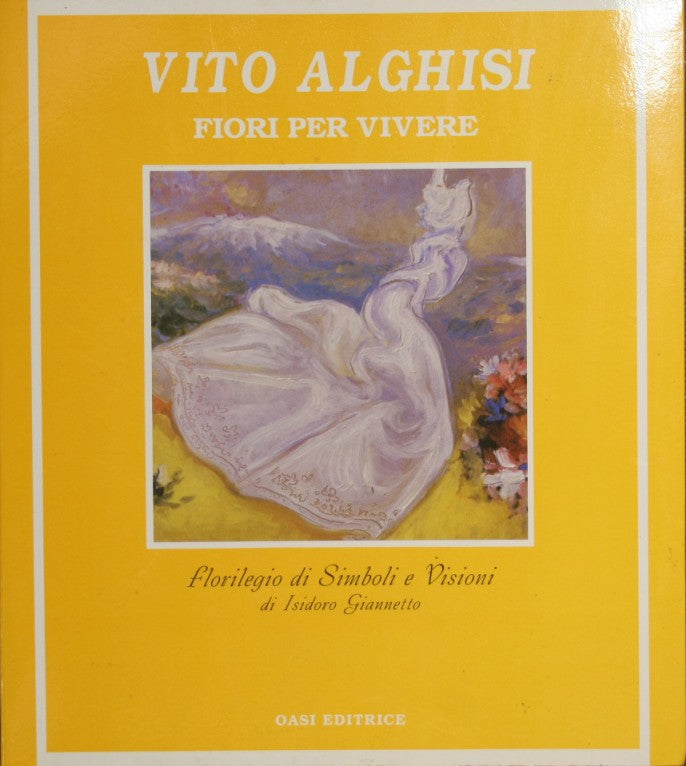 VITO ALGHISI
FIORI PER VIVERE
Florilegio di Simboli e Visioni
di Isidoro Giannetto
OASI EDITRICE